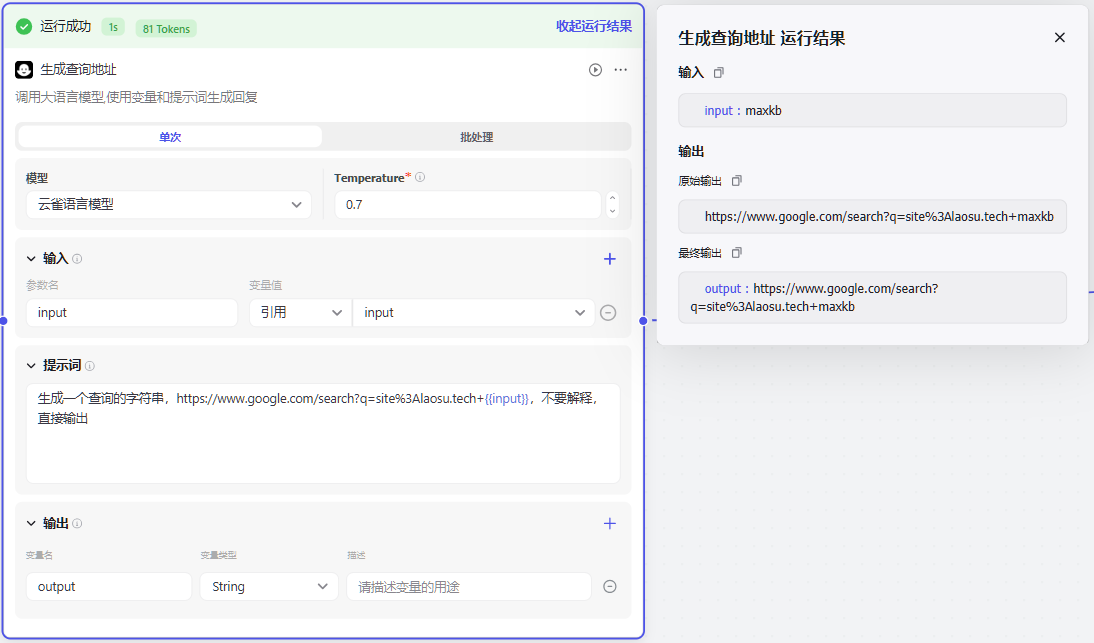 运行成功 1s 81 Tokens 收起运行结果
生成查询地址
调用大语言模型,使用变量和提示词生成回复
单次 批处理
模型 Temperature*
云雀语言模型 0.7
输入
参数名 变量值
input 引用 input
提示词
生成一个查询的字符串，https://www.google.com/search?q=site%3Alaosu.tech+{{input}}，不要解释，
直接输出
输出
变量名 变量类型 描述
output String 请描述变量的用途
生成查询地址 运行结果
输入
input : maxkb
输出
原始输出
https://www.google.com/search?q=site%3Alaosu.tech+maxkb
最终输出
output : https://www.google.com/search?
q=site%3Alaosu.tech+maxkb